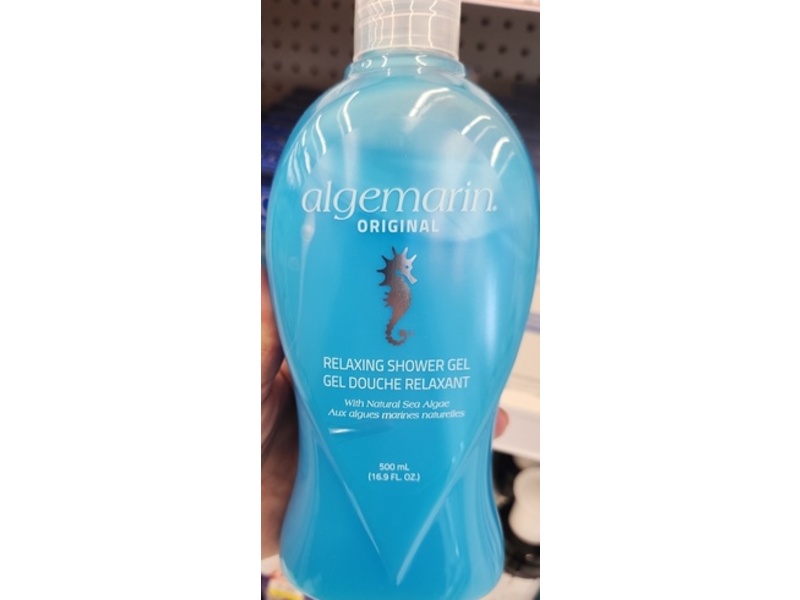 algemarin®
ORIGINAL
RELAXING SHOWER GEL
GEL DOUCHE RELAXANT
With Natural Sea Algae
Aux algues marines naturelles
500 mL
(16.9 FL. OZ.)